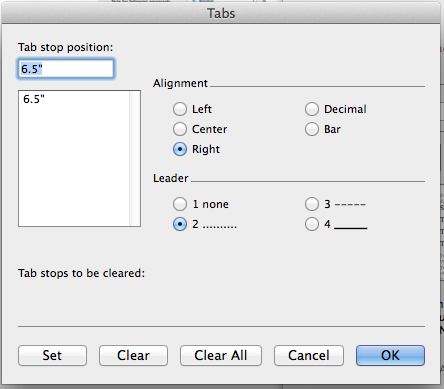 Tabs
Tab stop position:
6.5"
6.5"
Alignment
Left
Decimal
Center
Bar
Right
Leader
1 none
3 -----
2 ..........
4 _____
Tab stops to be cleared:
Set
Clear
Clear All
Cancel
OK